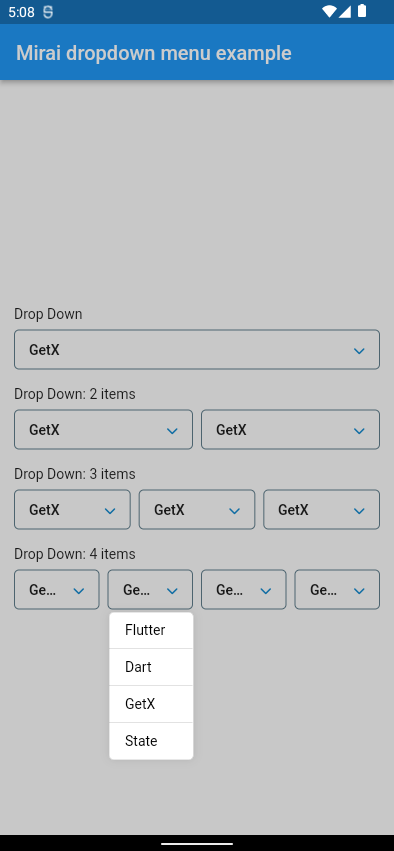 5:08
Mirai dropdown menu example
Drop Down
GetX
Drop Down: 2 items
GetX GetX
Drop Down: 3 items
GetX GetX GetX
Drop Down: 4 items
Ge... Ge... Ge... Ge...
Flutter
Dart
GetX
State